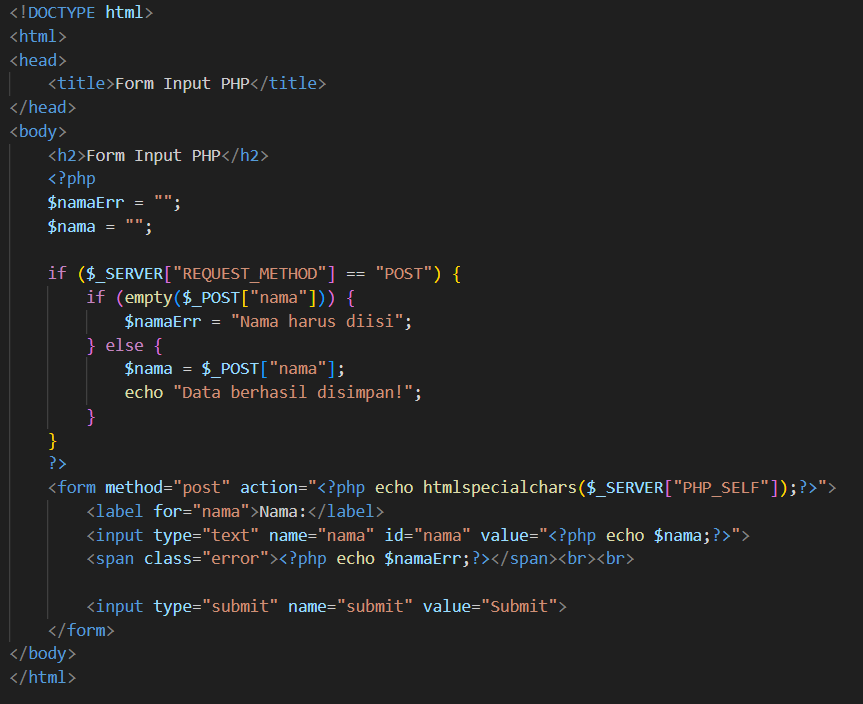 <!DOCTYPE html>
<html>
<head>
    <title>Form Input PHP</title>
</head>
<body>
    <h2>Form Input PHP</h2>
    <?php
    $namaErr = "";
    $nama = "";

    if ($_SERVER["REQUEST_METHOD"] == "POST") {
        if (empty($_POST["nama"])) {
            $namaErr = "Nama harus diisi";
        } else {
            $nama = $_POST["nama"];
            echo "Data berhasil disimpan!";
        }
    }
    ?>
    <form method="post" action="<?php echo htmlspecialchars($_SERVER["PHP_SELF"]);?>">
        <label for="nama">Nama:</label>
        <input type="text" name="nama" id="nama" value="<?php echo $nama;?>">
        <span class="error"><?php echo $namaErr;?></span><br><br>

        <input type="submit" name="submit" value="Submit">
    </form>
</body>
</html>